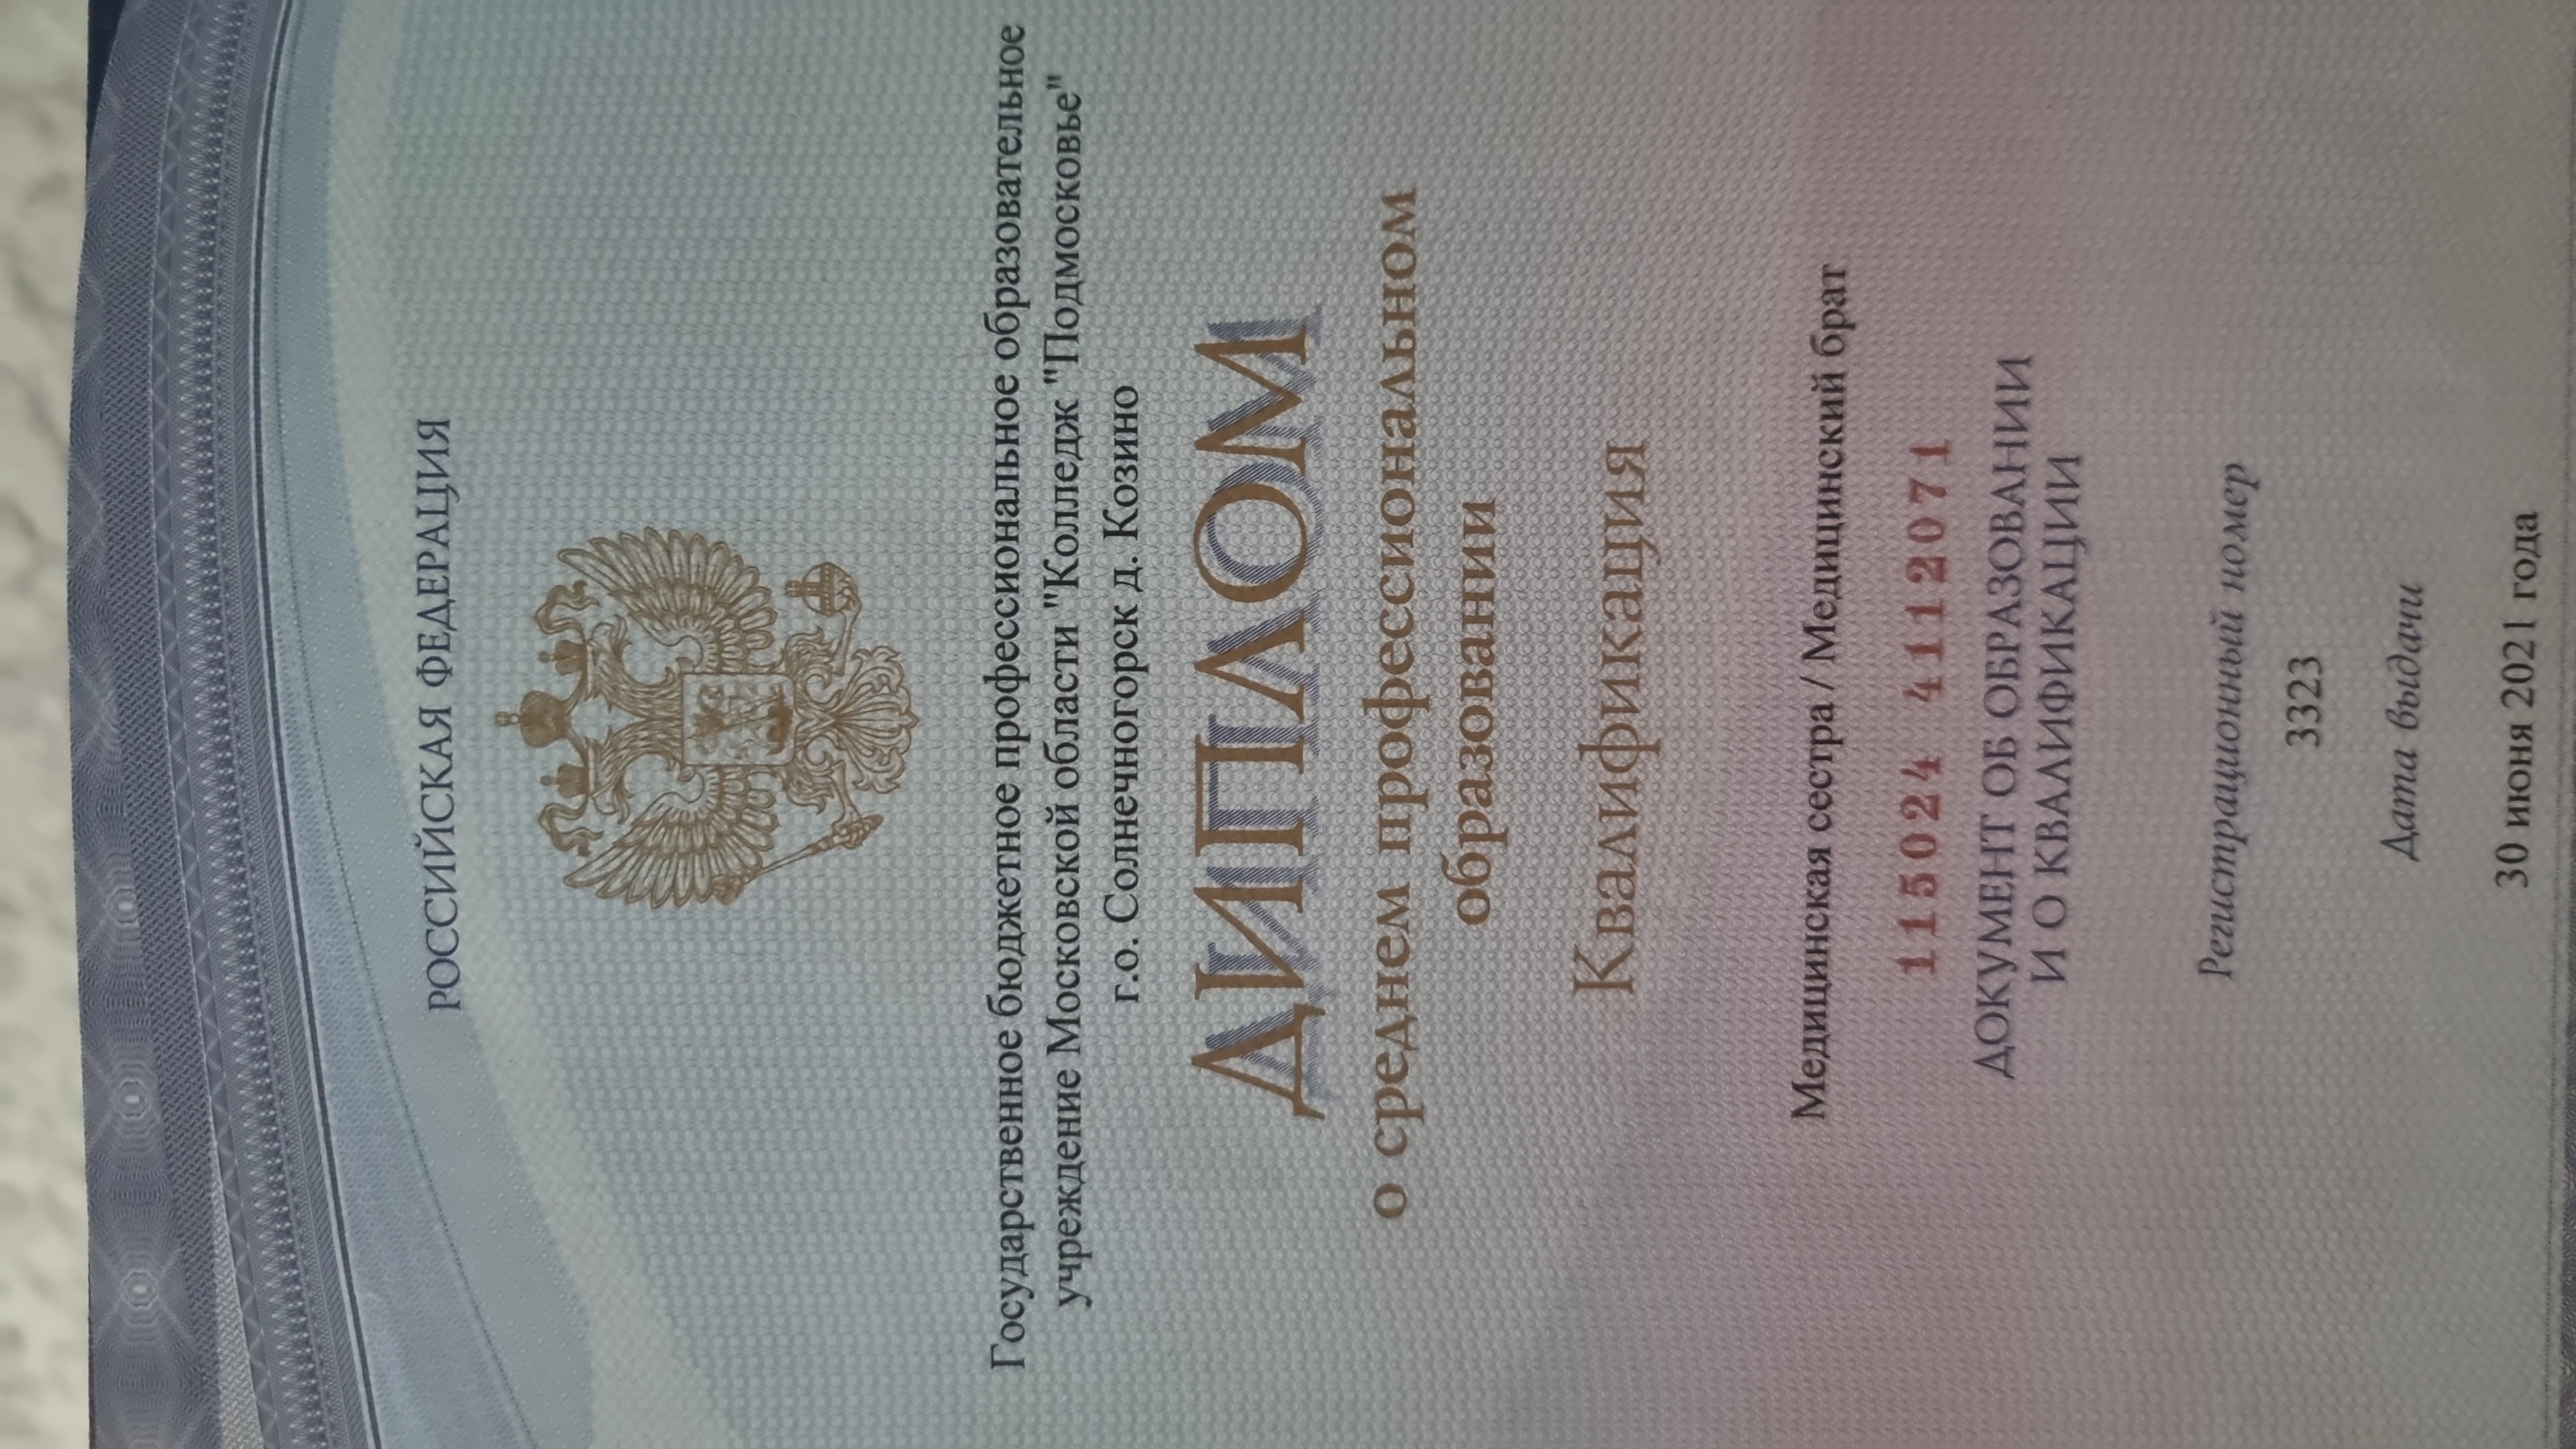 РОССИЙСКАЯ ФЕДЕРАЦИЯ
Государственное бюджетное профессиональное образовательное
учреждение Московской области "Колледж "Подмосковье"
г.о. Солнечногорск д. Козино
ДИПЛОМ
о среднем профессиональном
образовании
Квалификация
Медицинская сестра / Медицинский брат
115024 4112071
ДОКУМЕНТ ОБ ОБРАЗОВАНИИ
И О КВАЛИФИКАЦИИ
Регистрационный номер
3323
Дата выдачи
30 июня 2021 года